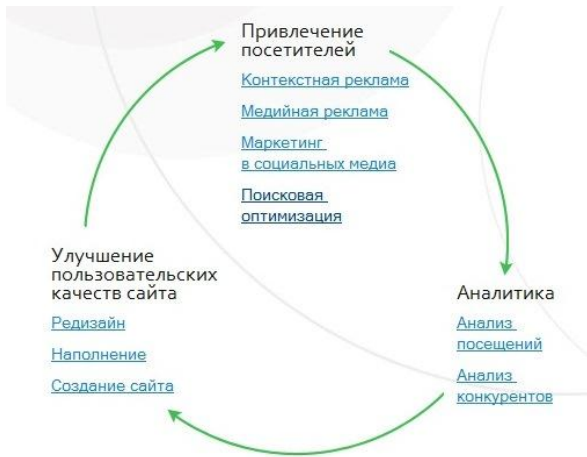 Привлечение
посетителей
Контекстная реклама
Медийная реклама
Маркетинг
в социальных медиа
Поисковая
оптимизация
Улучшение
пользовательских
качеств сайта
Редизайн
Наполнение
Создание сайта
Аналитика
Анализ
посещений
Анализ
конкурентов